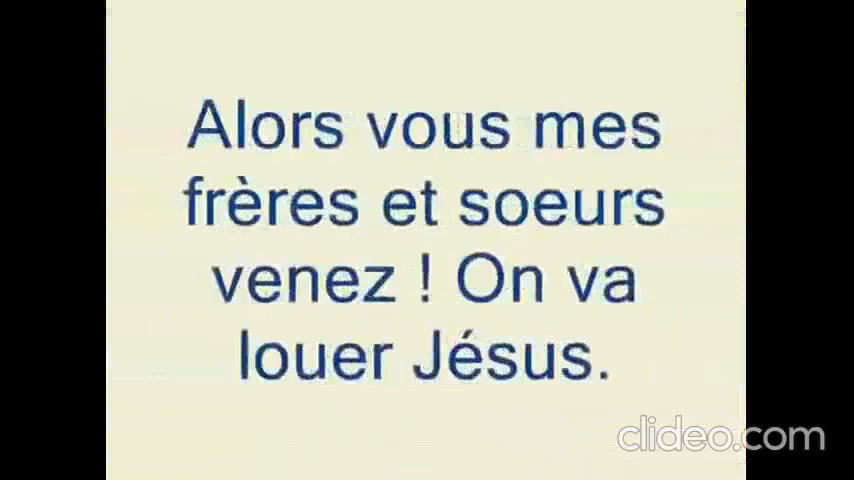 Alors vous mes
frères et soeurs
venez ! On va
louer Jésus.
clideo.com